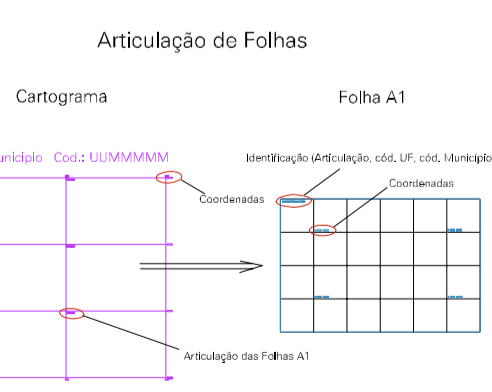 Articulação de Folhas
Cartograma
Folha A1
unicipio Cod.: UUMMMMM
Identificação (Articulação, cód. UF, cód. Município
Coordenadas
Coordenadas
Articulação das Folhas A1